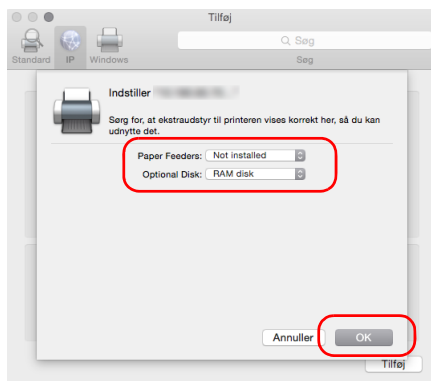 Tilføj
Søg
Standard IP Windows Søg
Indstiller
Sørg for, at ekstraudstyr til printeren vises korrekt her, så du kan
udnytte det.
Paper Feeders: Not installed
Optional Disk: RAM disk
Annuller OK
Tilføj